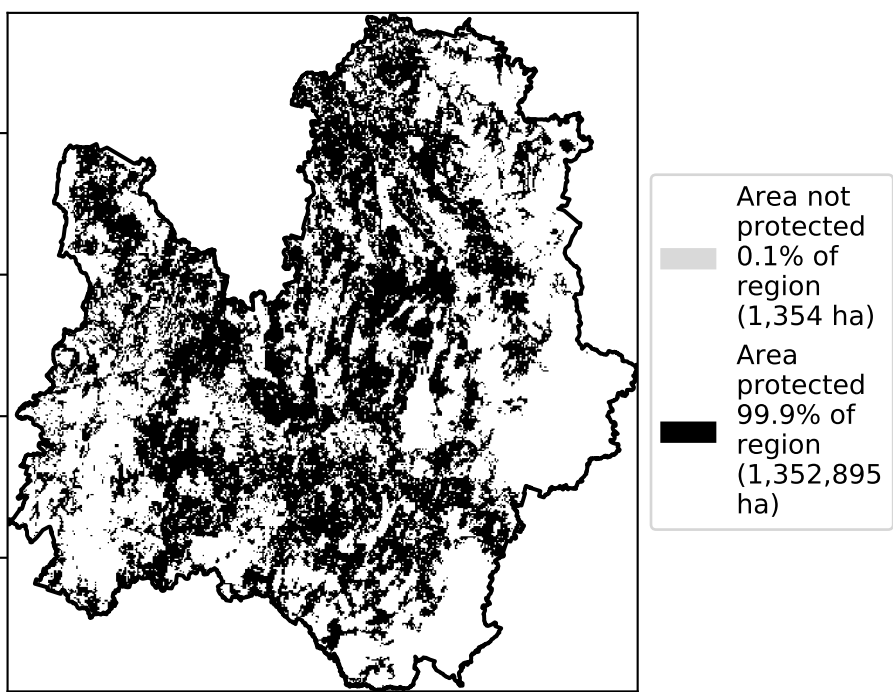 Area not
protected
0.1% of
region
(1,354 ha)
Area
protected
99.9% of
region
(1,352,895
ha)